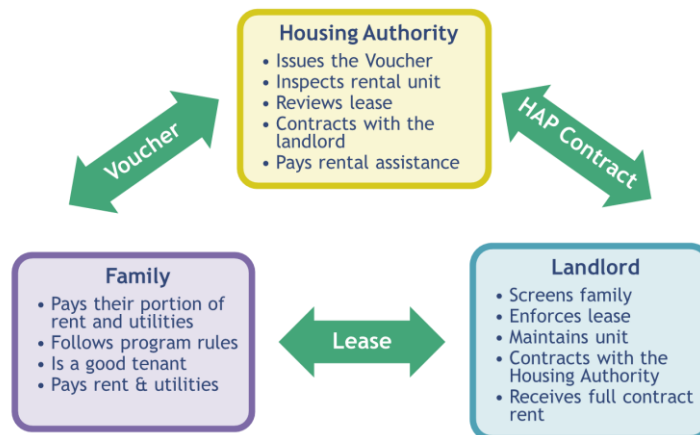 Housing Authority
• Issues the Voucher
• Inspects rental unit
• Reviews lease
• Contracts with the
landlord
• Pays rental assistance
Voucher
HAP Contract
Family
• Pays their portion of
rent and utilities
• Follows program rules
• Is a good tenant
• Pays rent & utilities
Lease
Landlord
• Screens family
• Enforces lease
• Maintains unit
• Contracts with the
Housing Authority
• Receives full contract
rent